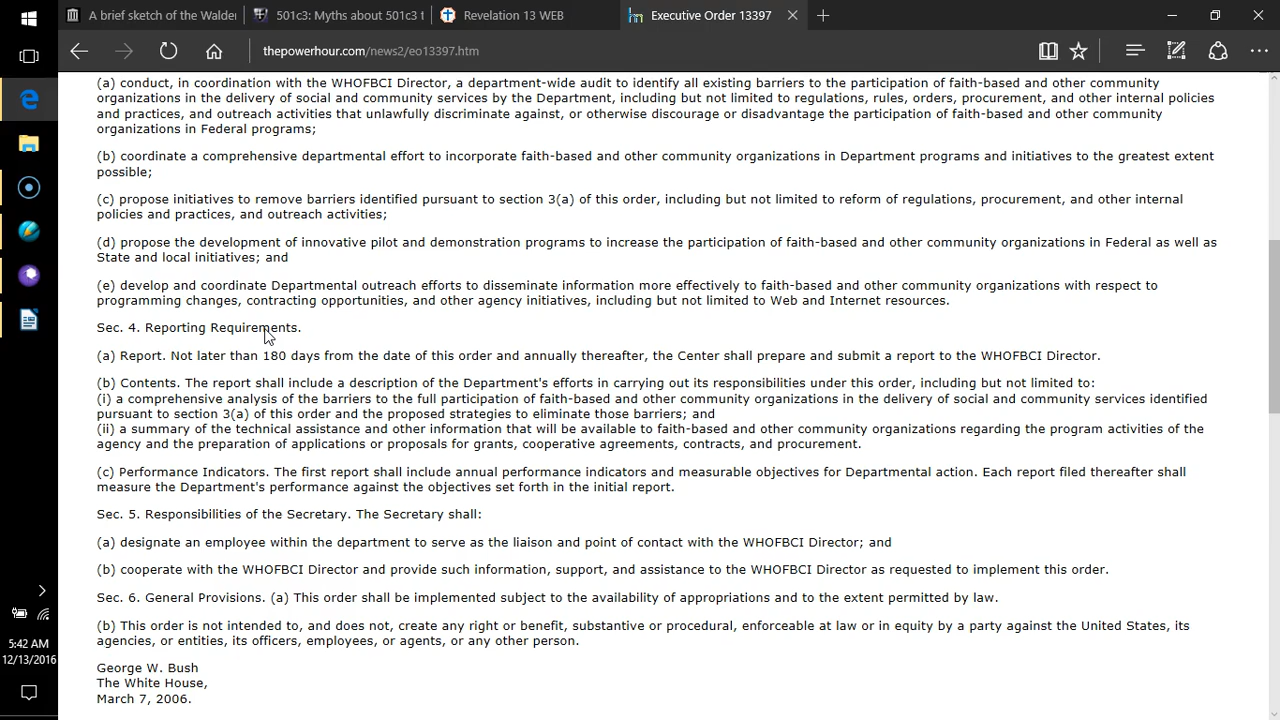 A brief sketch of the Walden
501c3: Myths about 501c3 t
Revelation 13 WEB
Executive Order 13397
thepowerhour.com/news2/eo13397.htm
(a) conduct, in coordination with the WHOFBCI Director, a department-wide audit to identify all existing barriers to the participation of faith-based and other community
organizations in the delivery of social and community services by the Department, including but not limited to regulations, rules, orders, procurement, and other internal policies
and practices, and outreach activities that unlawfully discriminate against, or otherwise discourage or disadvantage the participation of faith-based and other community
organizations in Federal programs;
(b) coordinate a comprehensive departmental effort to incorporate faith-based and other community organizations in Department programs and initiatives to the greatest extent
possible;
(c) propose initiatives to remove barriers identified pursuant to section 3(a) of this order, including but not limited to reform of regulations, procurement, and other internal
policies and practices, and outreach activities;
(d) propose the development of innovative pilot and demonstration programs to increase the participation of faith-based and other community organizations in Federal as well as
State and local initiatives; and
(e) develop and coordinate Departmental outreach efforts to disseminate information more effectively to faith-based and other community organizations with respect to
programming changes, contracting opportunities, and other agency initiatives, including but not limited to Web and Internet resources.
Sec. 4. Reporting Requirements.
(a) Report. Not later than 180 days from the date of this order and annually thereafter, the Center shall prepare and submit a report to the WHOFBCI Director.
(b) Contents. The report shall include a description of the Department's efforts in carrying out its responsibilities under this order, including but not limited to:
(i) a comprehensive analysis of the barriers to the full participation of faith-based and other community organizations in the delivery of social and community services identified
pursuant to section 3(a) of this order and the proposed strategies to eliminate those barriers; and
(ii) a summary of the technical assistance and other information that will be available to faith-based and other community organizations regarding the program activities of the
agency and the preparation of applications or proposals for grants, cooperative agreements, contracts, and procurement.
(c) Performance Indicators. The first report shall include annual performance indicators and measurable objectives for Departmental action. Each report filed thereafter shall
measure the Department's performance against the objectives set forth in the initial report.
Sec. 5. Responsibilities of the Secretary. The Secretary shall:
(a) designate an employee within the department to serve as the liaison and point of contact with the WHOFBCI Director; and
(b) cooperate with the WHOFBCI Director and provide such information, support, and assistance to the WHOFBCI Director as requested to implement this order.
Sec. 6. General Provisions. (a) This order shall be implemented subject to the availability of appropriations and to the extent permitted by law.
(b) This order is not intended to, and does not, create any right or benefit, substantive or procedural, enforceable at law or in equity by a party against the United States, its
agencies, or entities, its officers, employees, or agents, or any other person.
George W. Bush
The White House,
March 7, 2006.
5:42 AM
12/13/2016